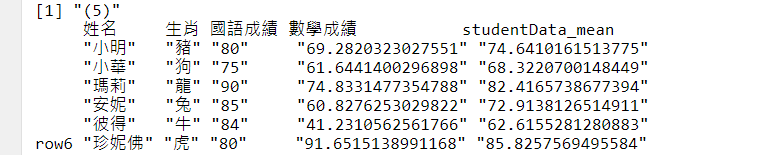 [1] "(5)"
姓名 生肖 國語成績 數學成績 studentData_mean
"小明" "豬" "80" "69.2820323027551" "74.6410161513775"
"小華" "狗" "75" "61.6441400296898" "68.3220700148449"
"瑪莉" "龍" "90" "74.8331477354788" "82.4165738677394"
"安妮" "兔" "85" "60.8276253029822" "72.9138126514911"
"彼得" "牛" "84" "41.2310562561766" "62.6155281280883"
row6 "珍妮佛" "虎" "80" "91.6515138991168" "85.8257569495584"